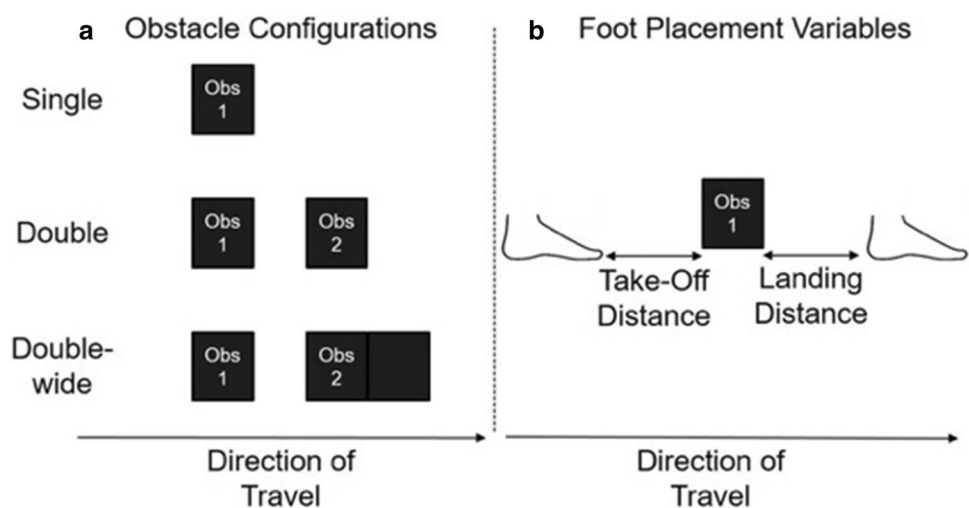 a Obstacle Configurations
Single
Obs
1
Double
Obs
1
Obs
2
Double-
wide
Obs
1
Obs
2
Direction of
Travel
b Foot Placement Variables
Obs
1
Take-Off
Distance
Landing
Distance
Direction of
Travel